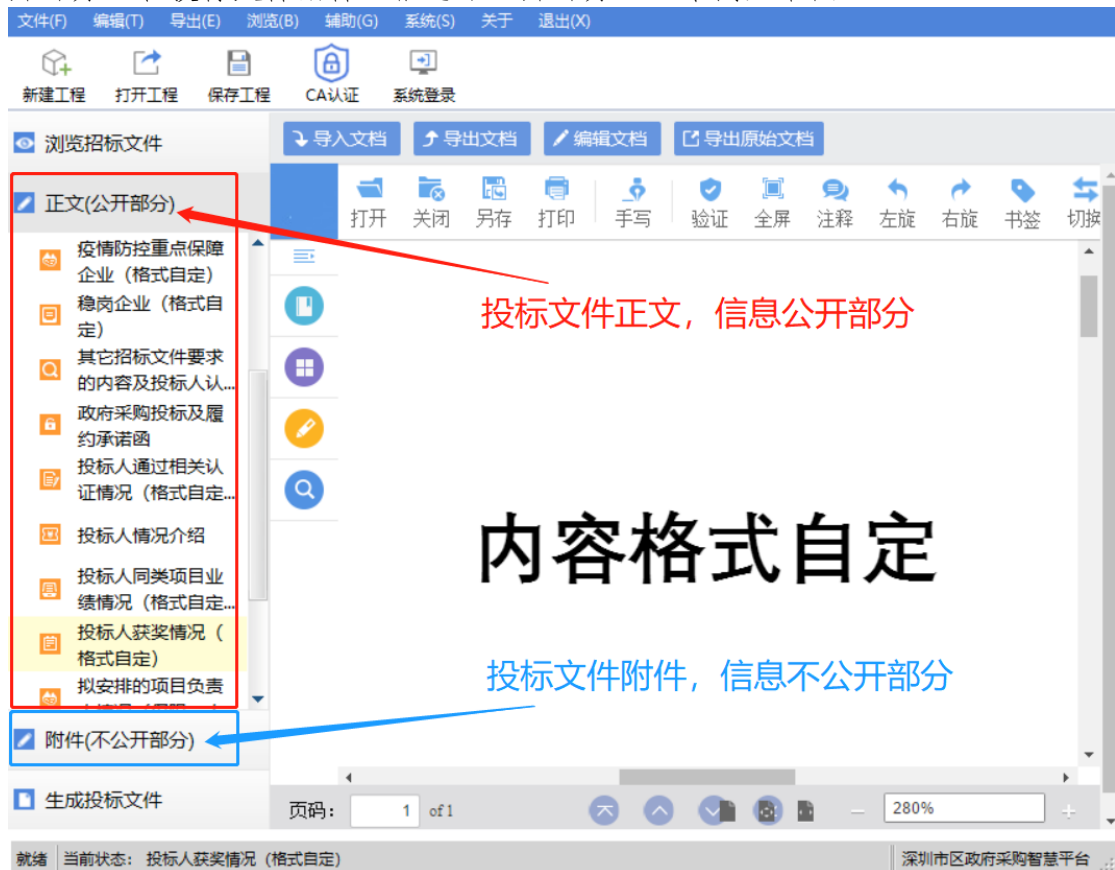 文件(F) 编辑(T) 导出(E) 浏览(B) 辅助(G) 系统(S) 关于 退出(X)
新建工程 打开工程 保存工程 CA认证 系统登录
浏览招标文件
导入文档 导出文档 编辑文档 导出原始文档
正文(公开部分)
打开 关闭 另存 打印 手写 验证 全屏 注释 左旋 右旋 书签 切换
疫情防控重点保障
企业（格式自定）
稳岗企业（格式自
定）
其它招标文件要求
的内容及投标人认...
政府采购投标及履
约承诺函
投标人通过相关认
证情况（格式自定...
投标人情况介绍
投标人同类项目业
绩情况（格式自定...
投标人获奖情况（
格式自定）
拟安排的项目负责
投标文件正文，信息公开部分
内容格式自定
投标文件附件，信息不公开部分
附件(不公开部分)
生成投标文件
页码： 1 of 1 280%
就绪 当前状态： 投标人获奖情况（格式自定） 深圳市区政府采购智慧平台